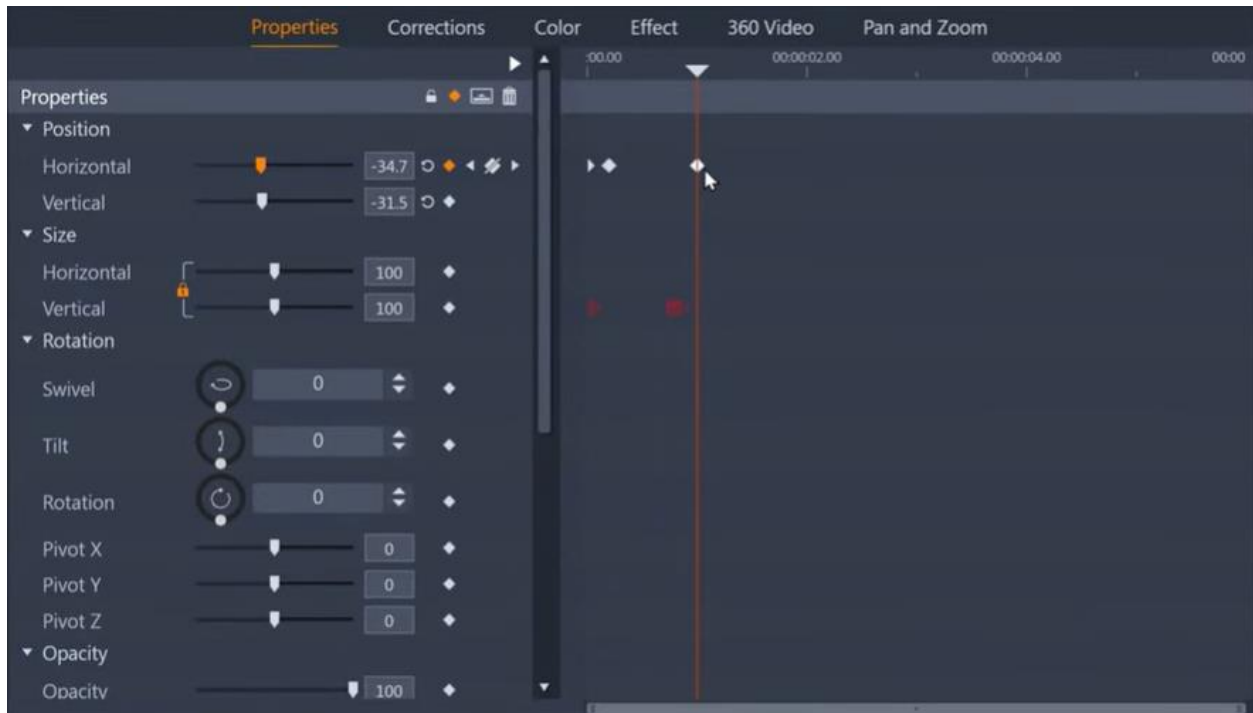 Properties Corrections Color Effect 360 Video Pan and Zoom
:00.00 00:00:02.00 00:00:04.00 00:00
Properties
Position
Horizontal -34.7
Vertical -31.5
Size
Horizontal 100
Vertical 100
Rotation
Swivel 0
Tilt 0
Rotation 0
Pivot X 0
Pivot Y 0
Pivot Z 0
Opacity
Opacity 100